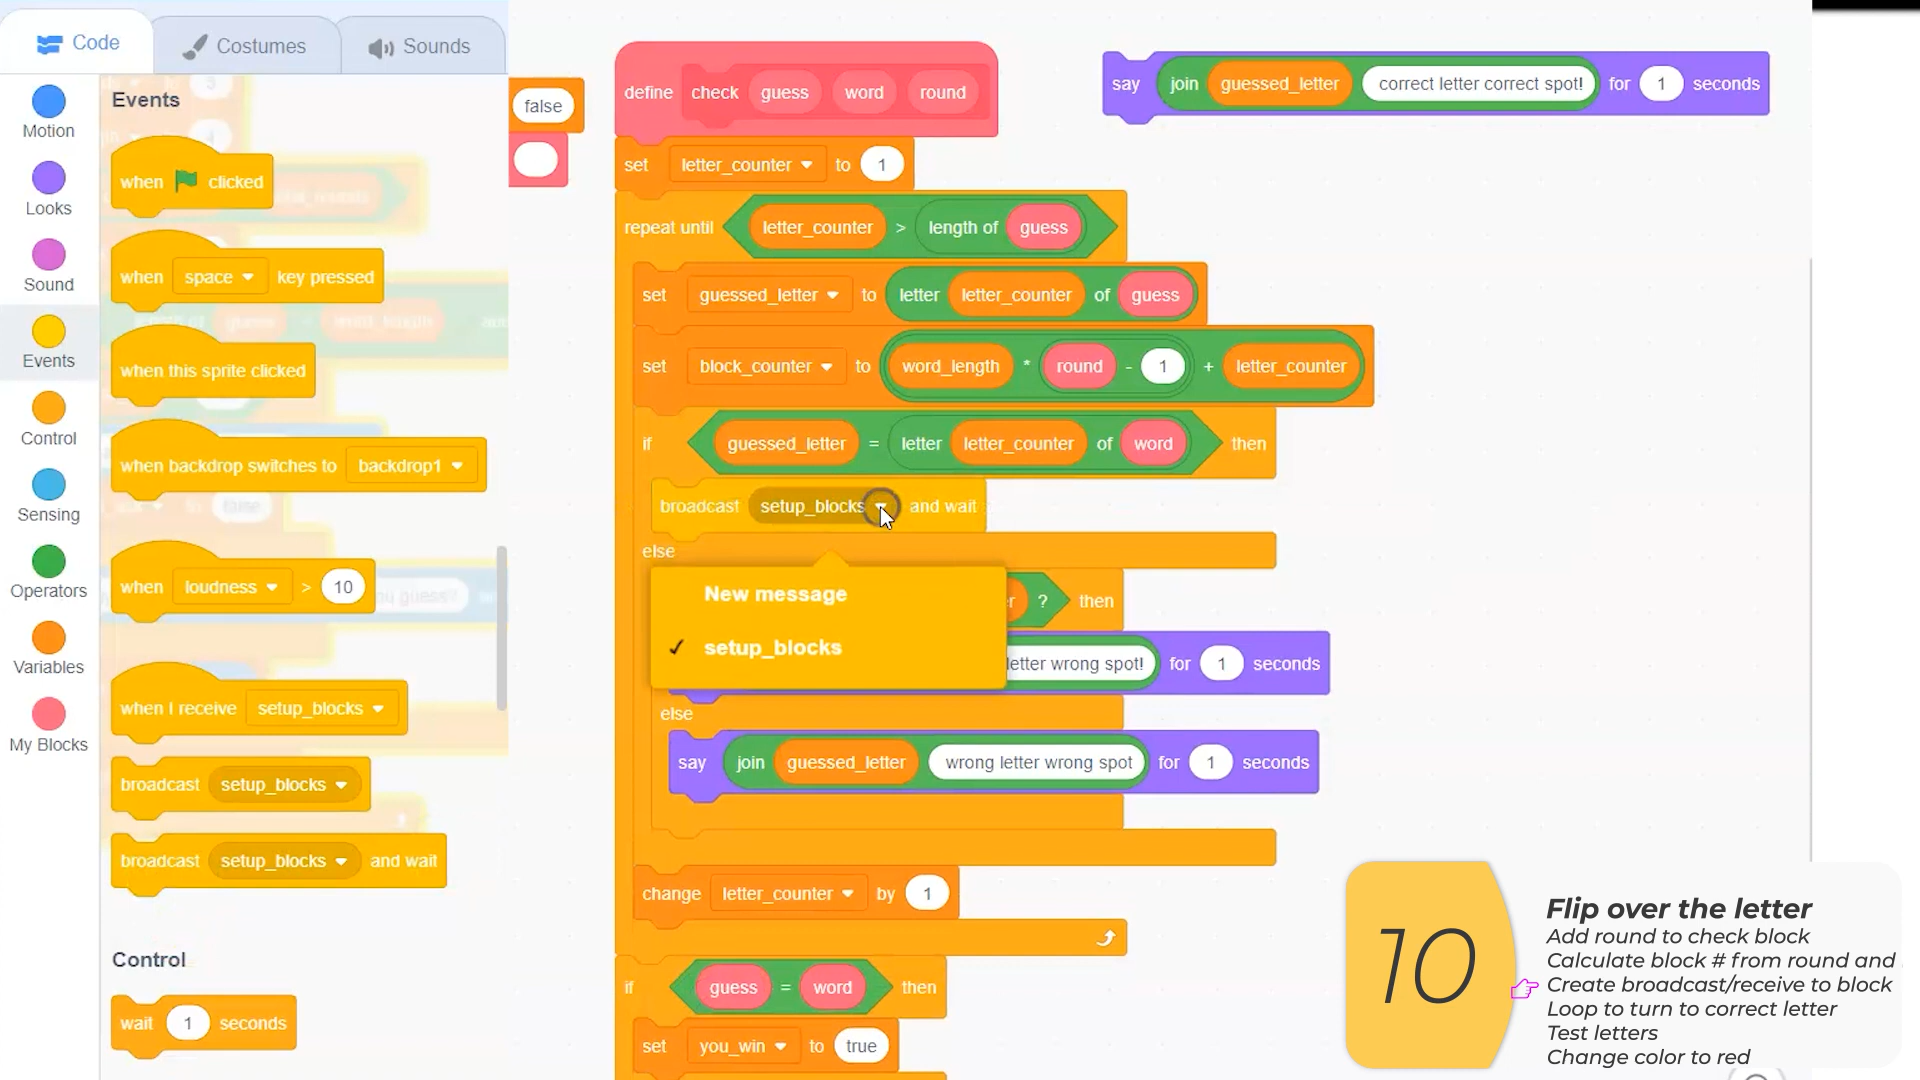 Code
Costumes
Sounds
Motion
Looks
Sound
Events
Control
Sensing
Operators
Variables
My Blocks
Events
when clicked
when space key pressed
when this sprite clicked
when backdrop switches to backdrop1
when loudness > 10
when I receive setup_blocks
broadcast setup_blocks
broadcast setup_blocks and wait
Control
wait 1 seconds
false
define check guess word round
set letter_counter to 1
repeat until letter_counter > length of guess
set guessed_letter to letter letter_counter of guess
set block_counter to word_length * round - 1 + letter_counter
if guessed_letter = letter letter_counter of word then
broadcast setup_blocks and wait
else
New message
setup_blocks
? then
letter wrong spot! for 1 seconds
else
say join guessed_letter wrong letter wrong spot for 1 seconds
change letter_counter by 1
if guess = word then
set you_win to true
say join guessed_letter correct letter correct spot! for 1 seconds
10
Flip over the letter
Add round to check block
Calculate block # from round and
Create broadcast/receive to block
Loop to turn to correct letter
Test letters
Change color to red